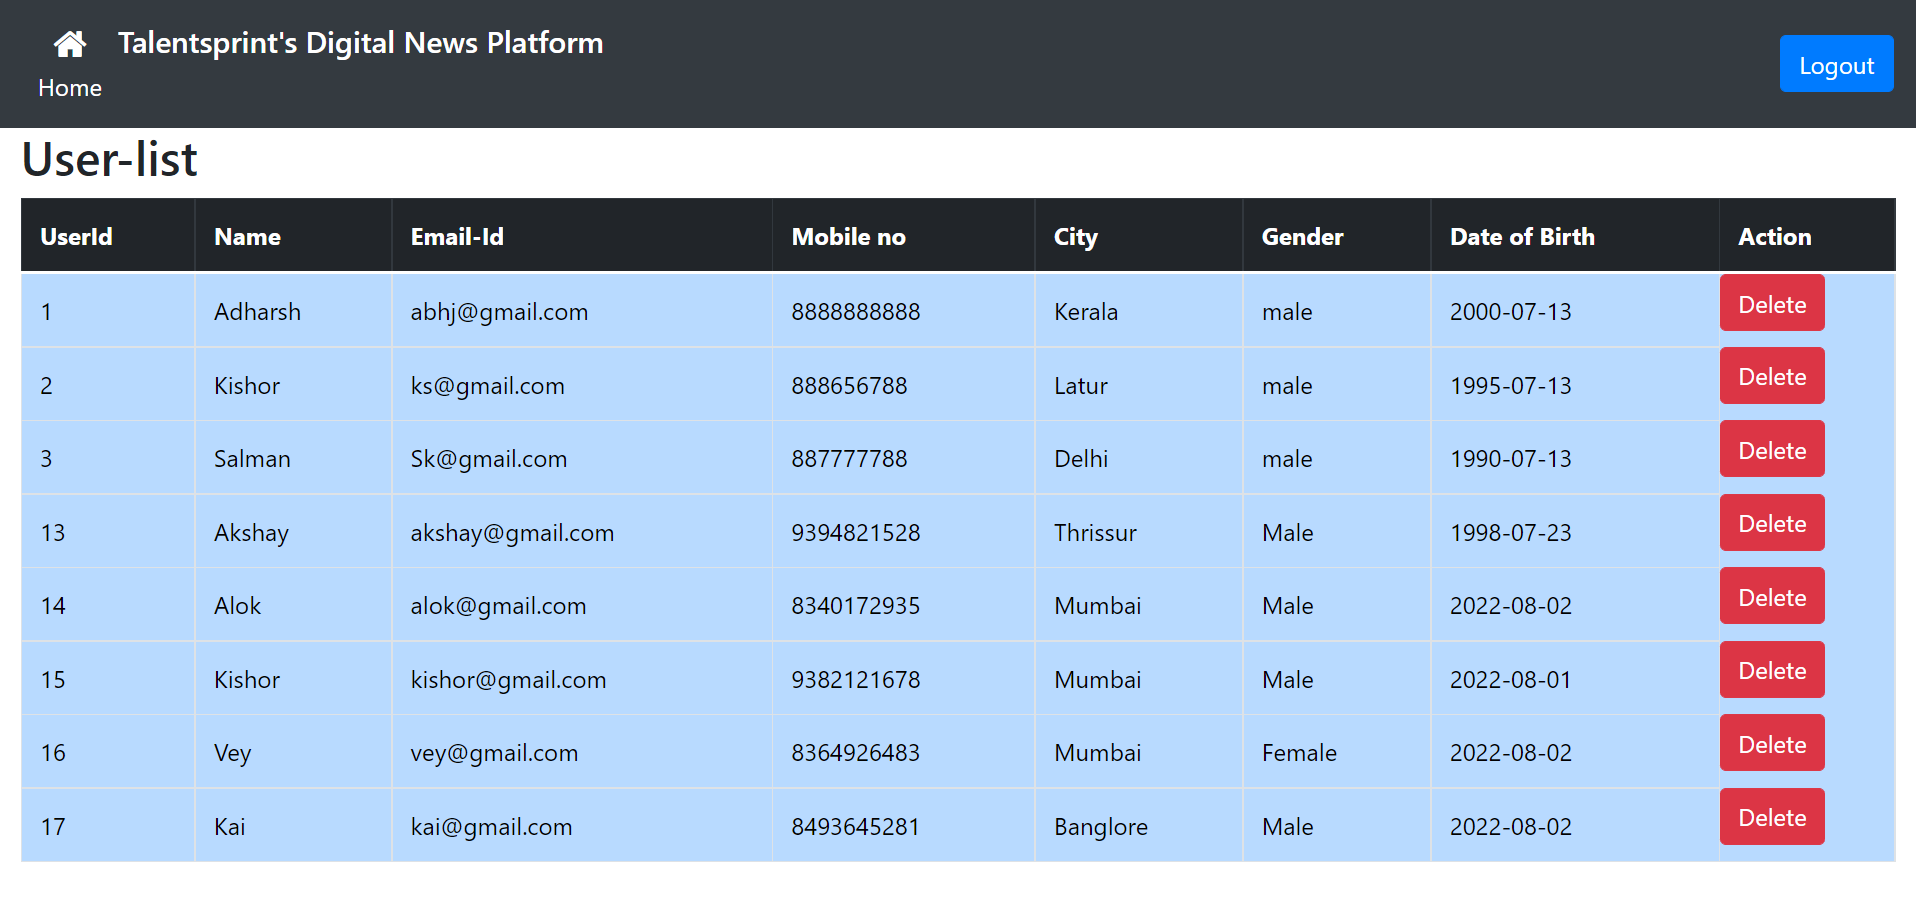 Talentsprint's Digital News Platform
Home
Logout
User-list
UserId Name Email-Id Mobile no City Gender Date of Birth Action
1 Adharsh abhj@gmail.com 8888888888 Kerala male 2000-07-13 Delete
2 Kishor ks@gmail.com 888656788 Latur male 1995-07-13 Delete
3 Salman Sk@gmail.com 887777788 Delhi male 1990-07-13 Delete
13 Akshay akshay@gmail.com 9394821528 Thrissur Male 1998-07-23 Delete
14 Alok alok@gmail.com 8340172935 Mumbai Male 2022-08-02 Delete
15 Kishor kishor@gmail.com 9382121678 Mumbai Male 2022-08-01 Delete
16 Vey vey@gmail.com 8364926483 Mumbai Female 2022-08-02 Delete
17 Kai kai@gmail.com 8493645281 Banglore Male 2022-08-02 Delete